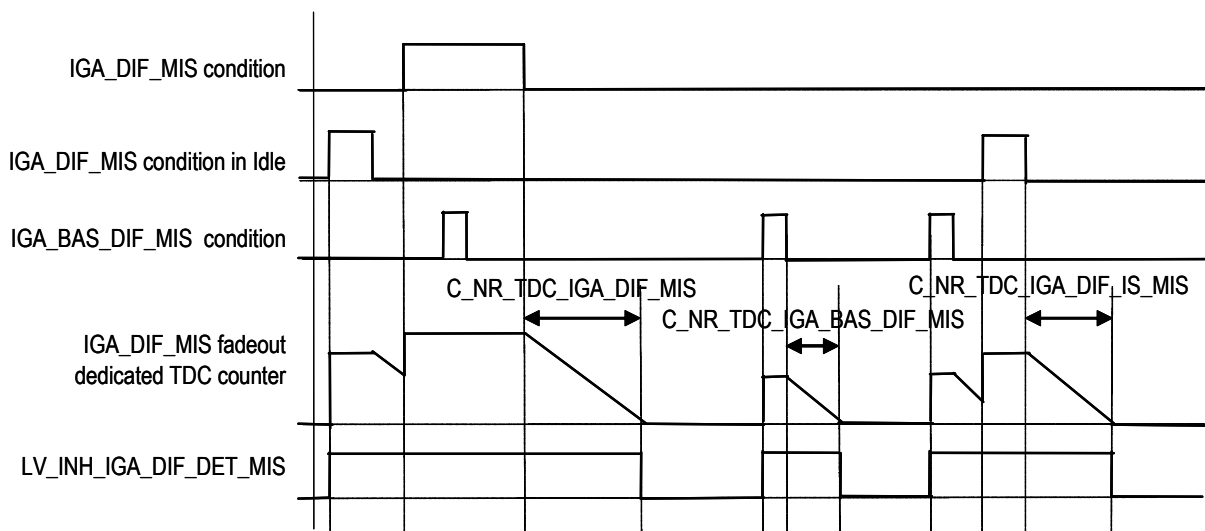 IGA_DIF_MIS condition
IGA_DIF_MIS condition in Idle
IGA_BAS_DIF_MIS condition
C_NR_TDC_IGA_DIF_MIS
C_NR_TDC_IGA_DIF_IS_MIS
C_NR_TDC_IGA_BAS_DIF_MIS
IGA_DIF_MIS fadeout
dedicated TDC counter
LV_INH_IGA_DIF_DET_MIS